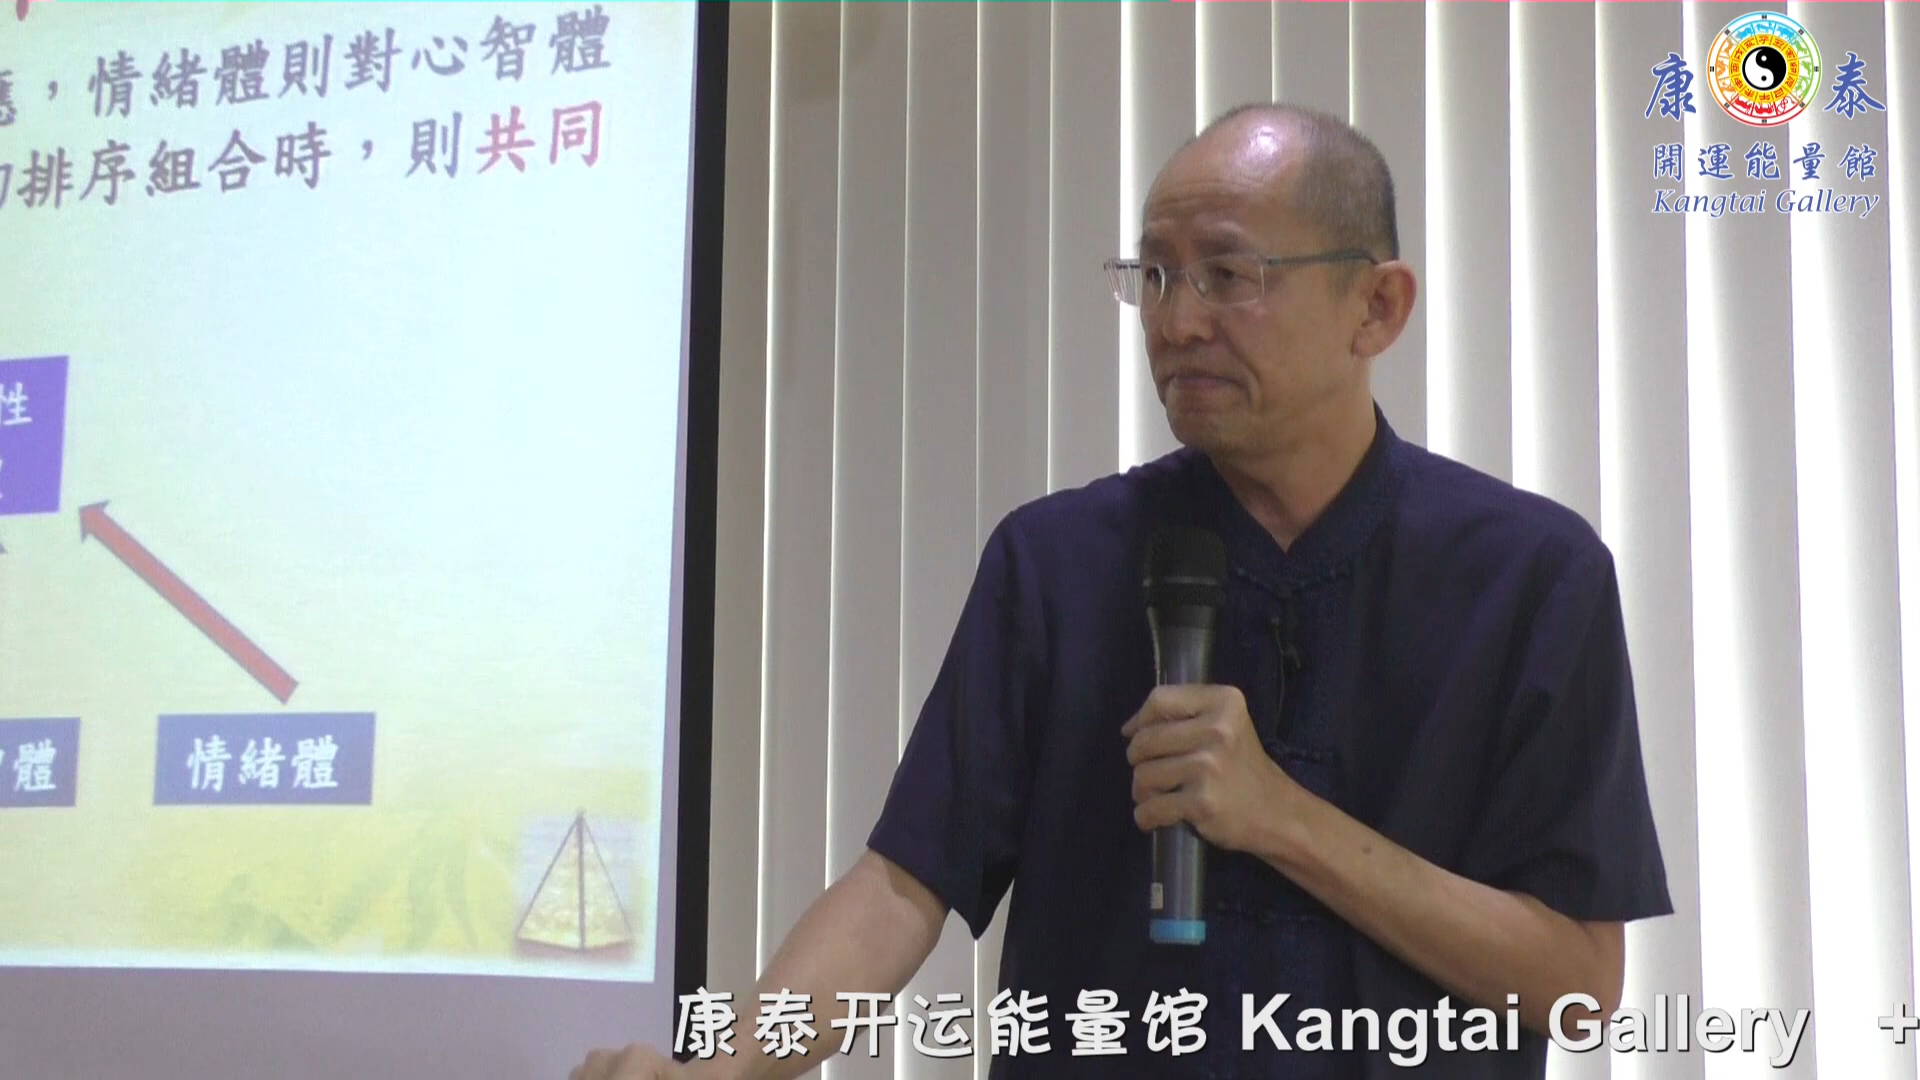 ，情緒體則對心智體
排序組合時，則共同
性
體
情緒體
康 泰
開運能量館
Kangtai Gallery
康泰开运能量馆 Kangtai Gallery +